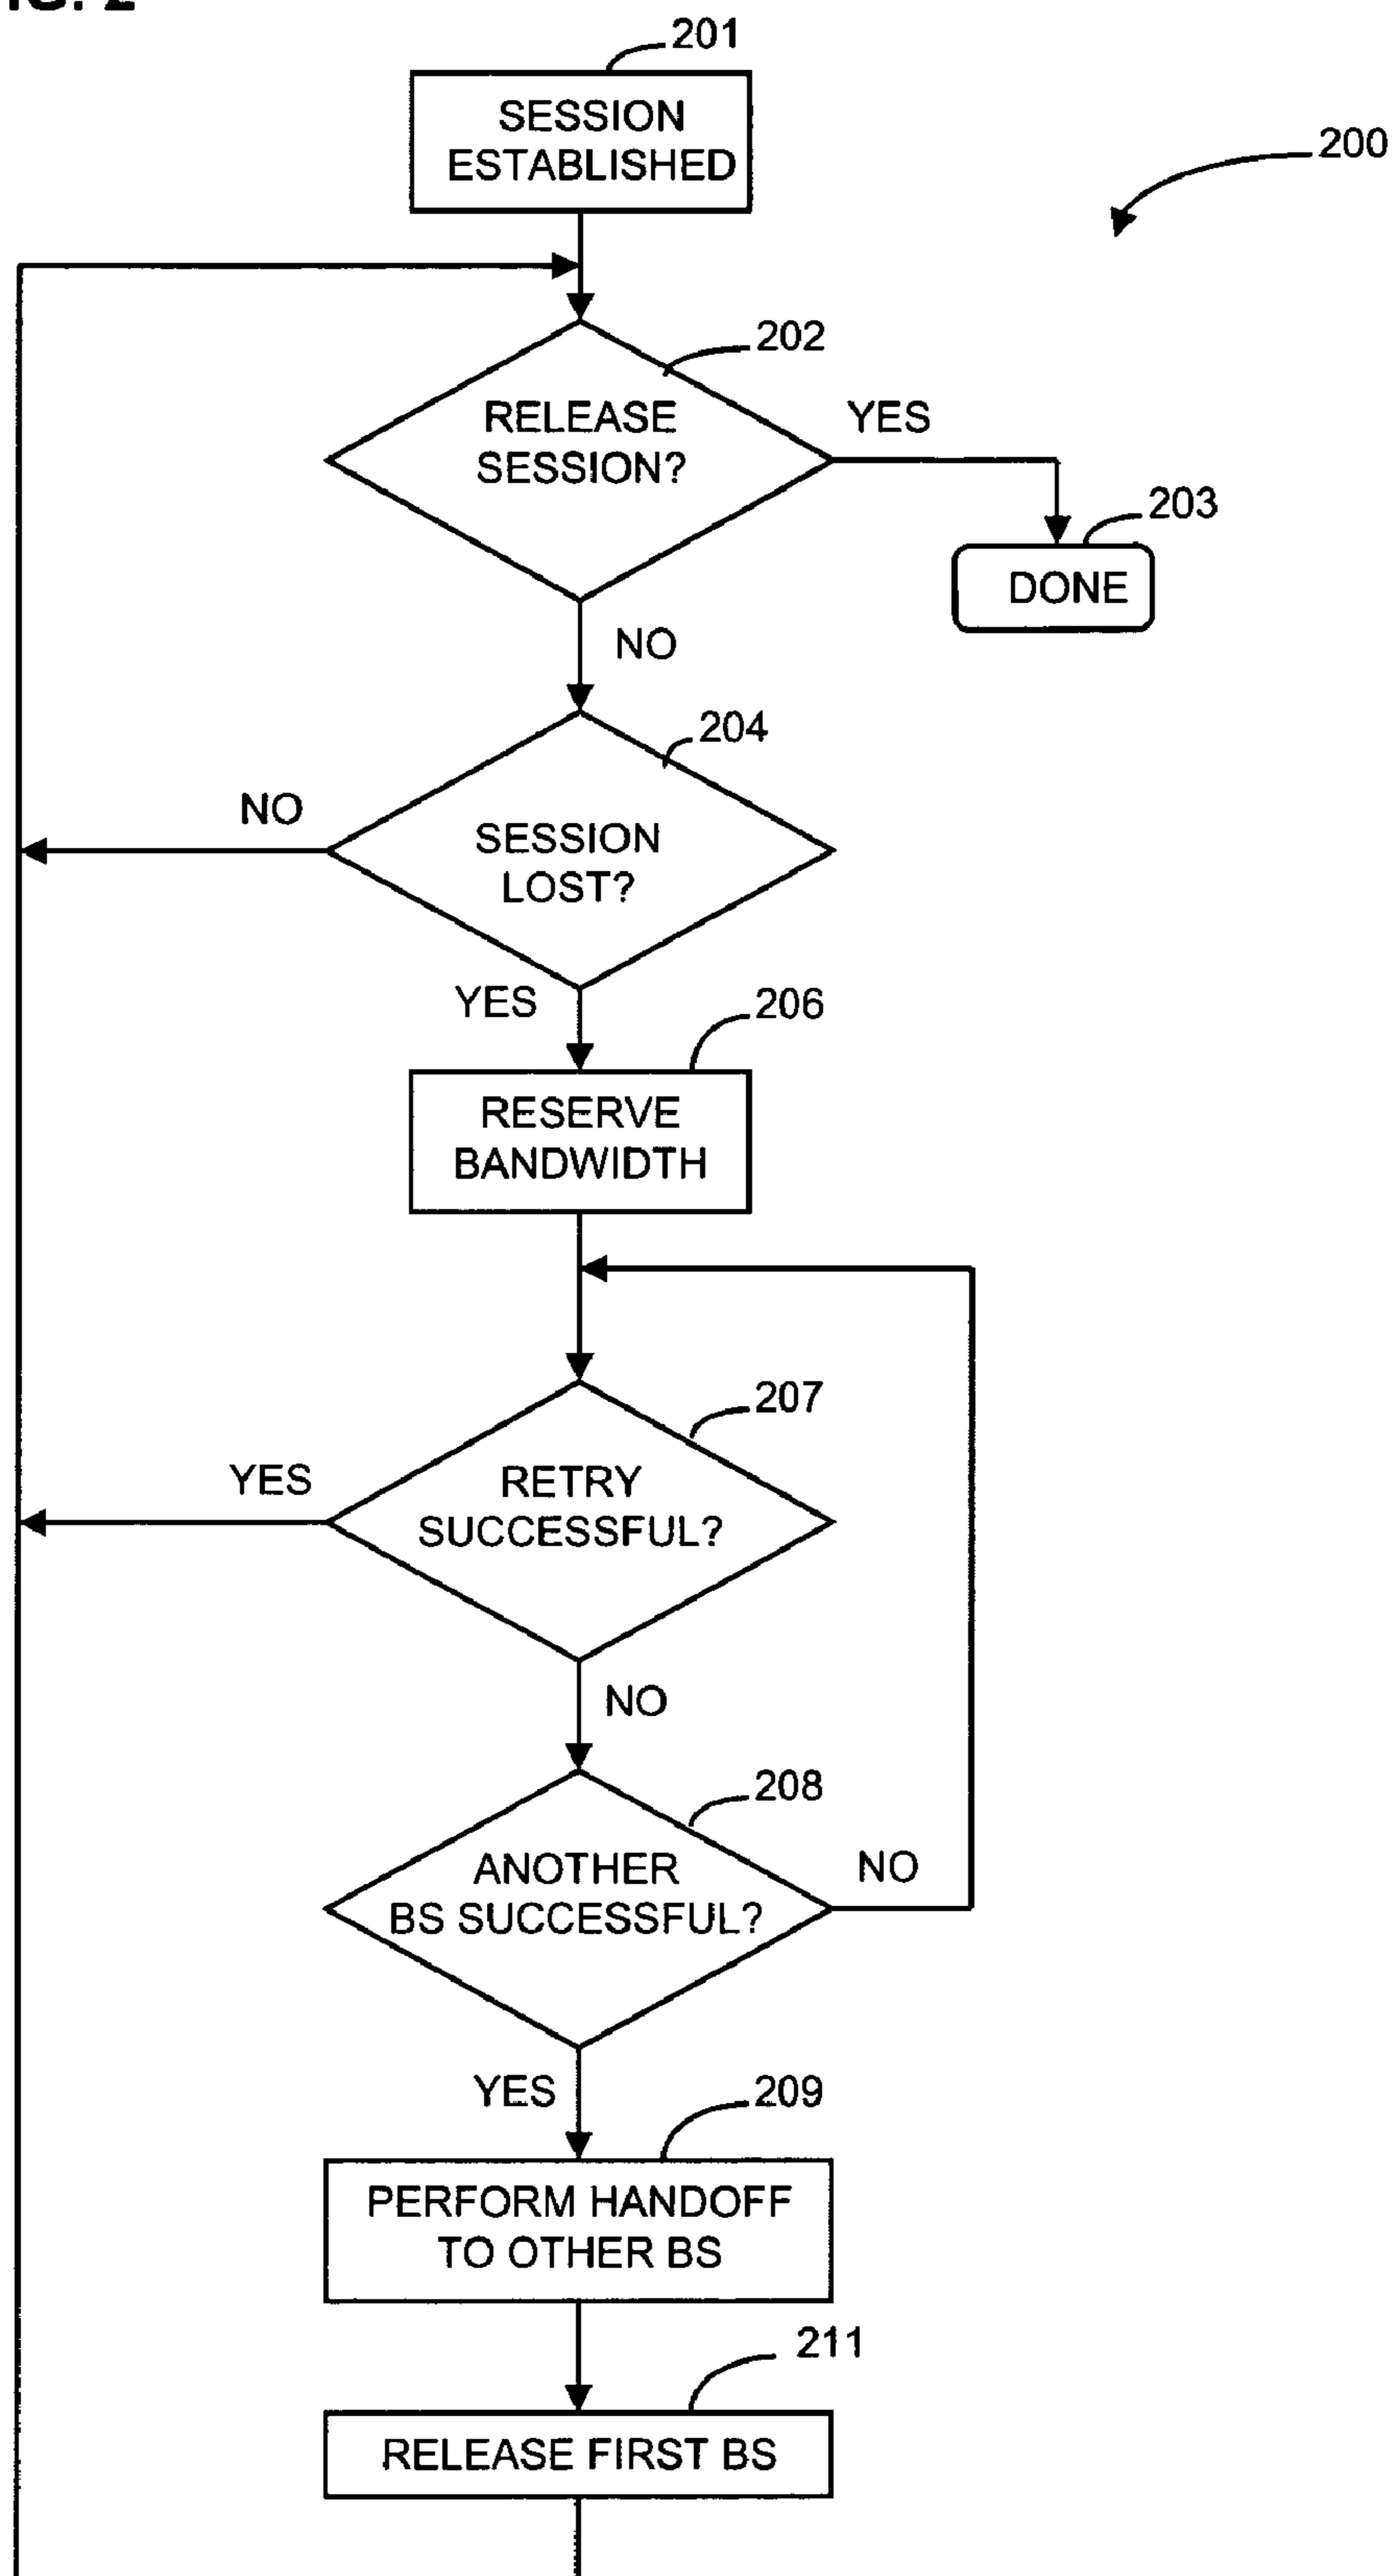 201
SESSION
ESTABLISHED
200
202
RELEASE
SESSION?
YES
203
DONE
NO
204
NO
SESSION
LOST?
YES
206
RESERVE
BANDWIDTH
207
YES
RETRY
SUCCESSFUL?
NO
208
ANOTHER
BS SUCCESSFUL?
NO
YES
209
PERFORM HANDOFF
TO OTHER BS
211
RELEASE FIRST BS